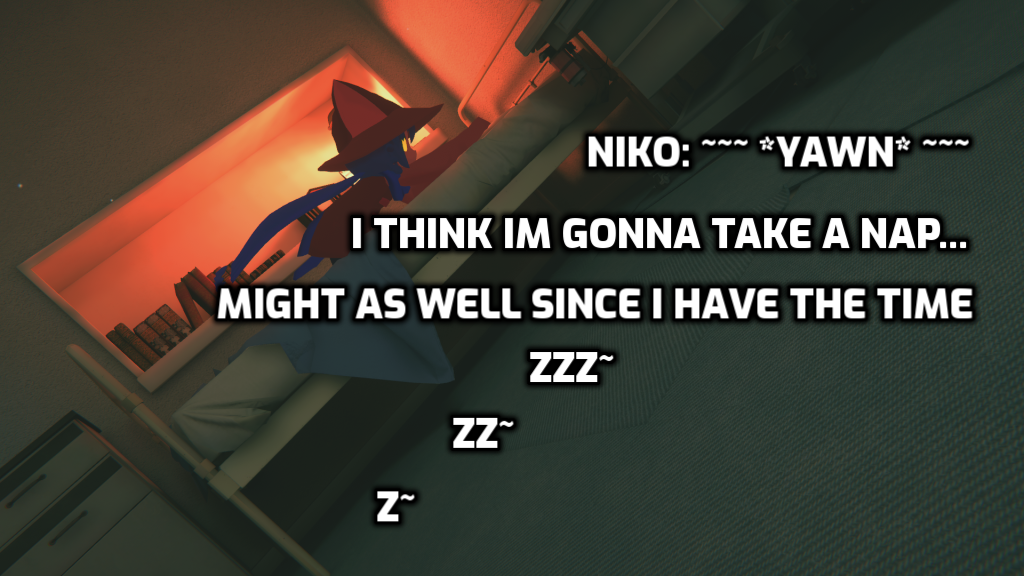 NIKO: ~~~ *YAWN* ~~~
I THINK IM GONNA TAKE A NAP...
MIGHT AS WELL SINCE I HAVE THE TIME
ZZZ~
ZZ~
Z~